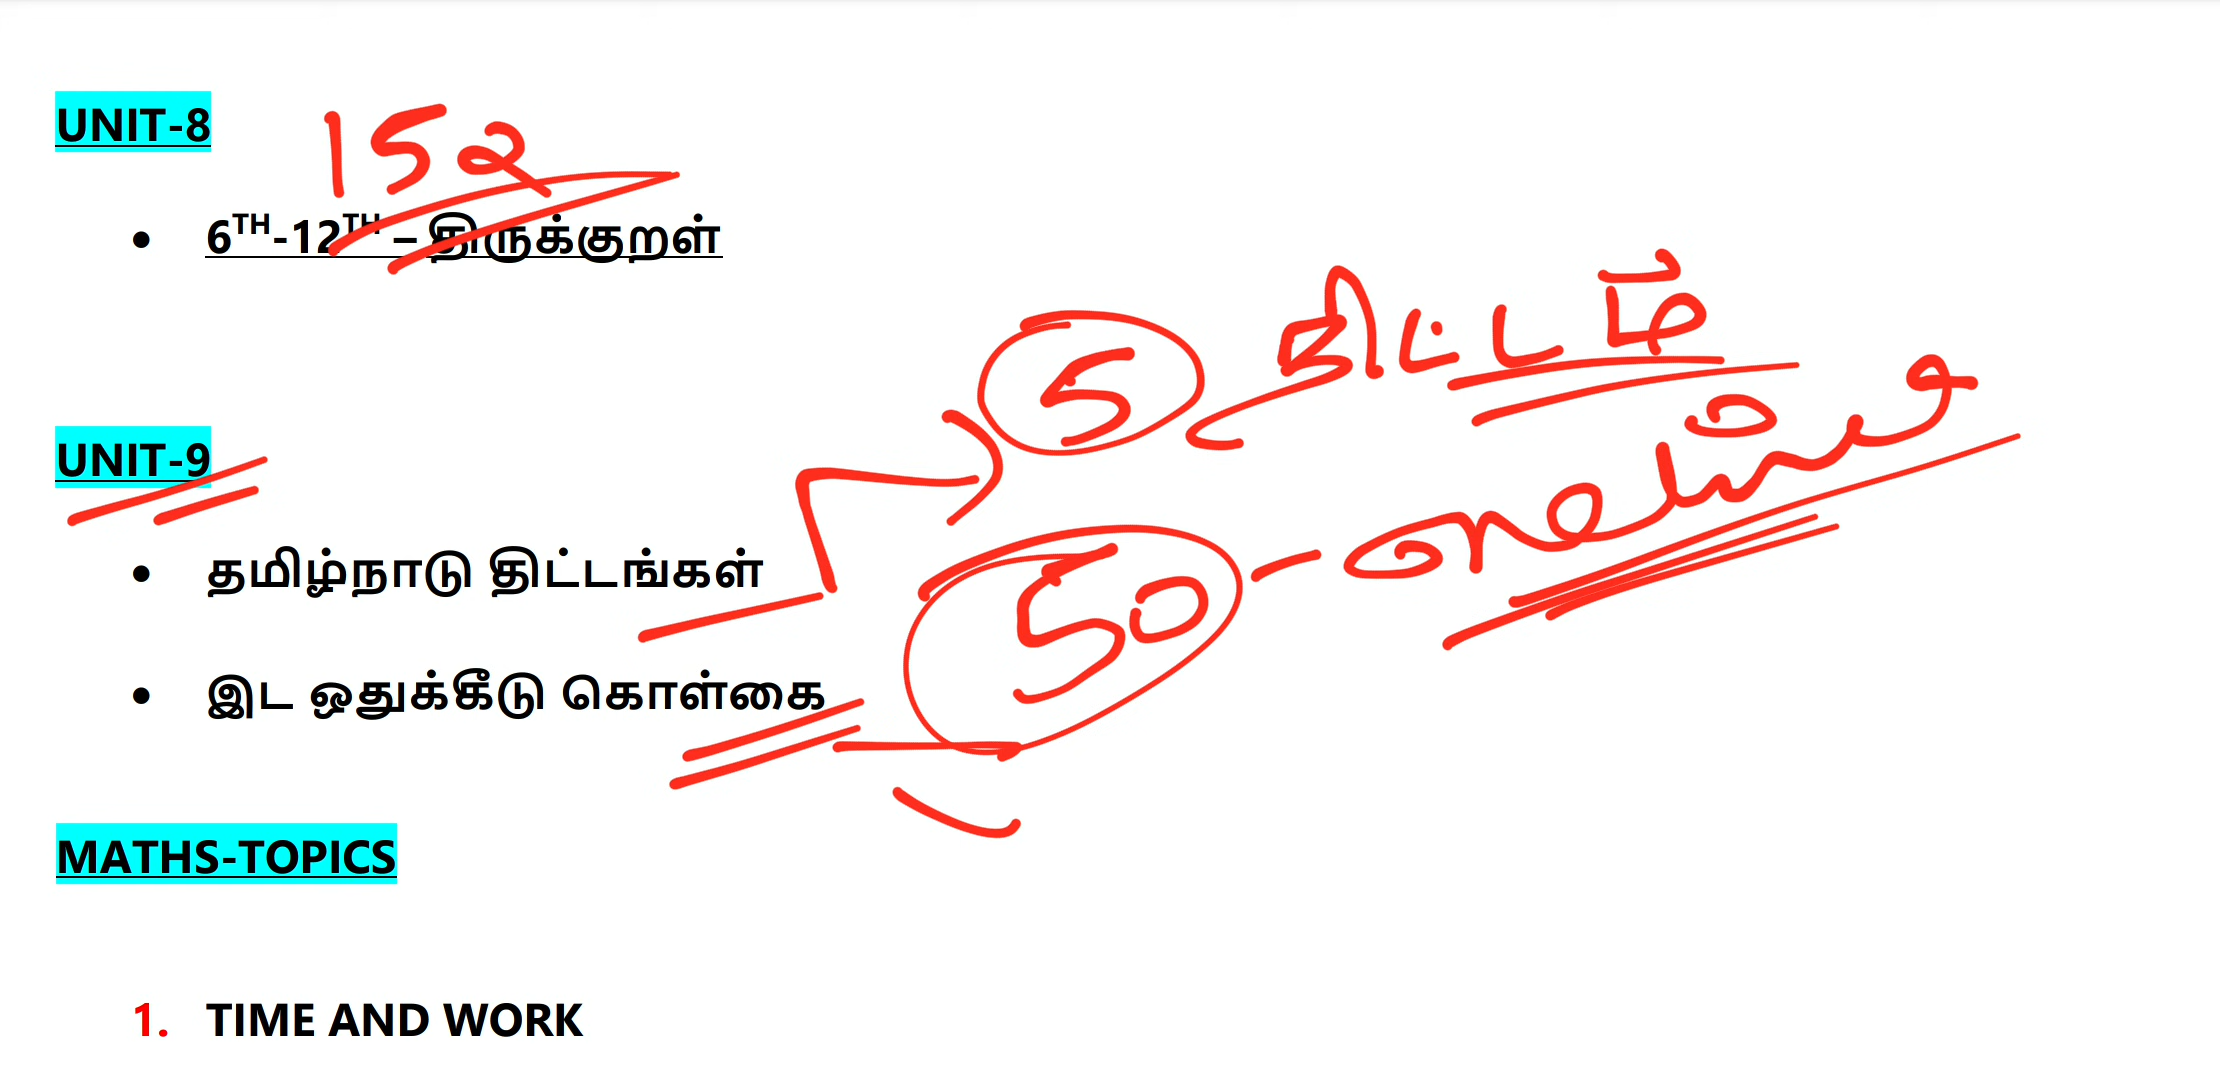 UNIT-8
152
• 6TH-12TH – திருக்குறள்
5 திட்டம்
UNIT-9
50 - onelines
• தமிழ்நாடு திட்டங்கள்
• இட ஒதுக்கீடு கொள்கை
MATHS-TOPICS
1. TIME AND WORK